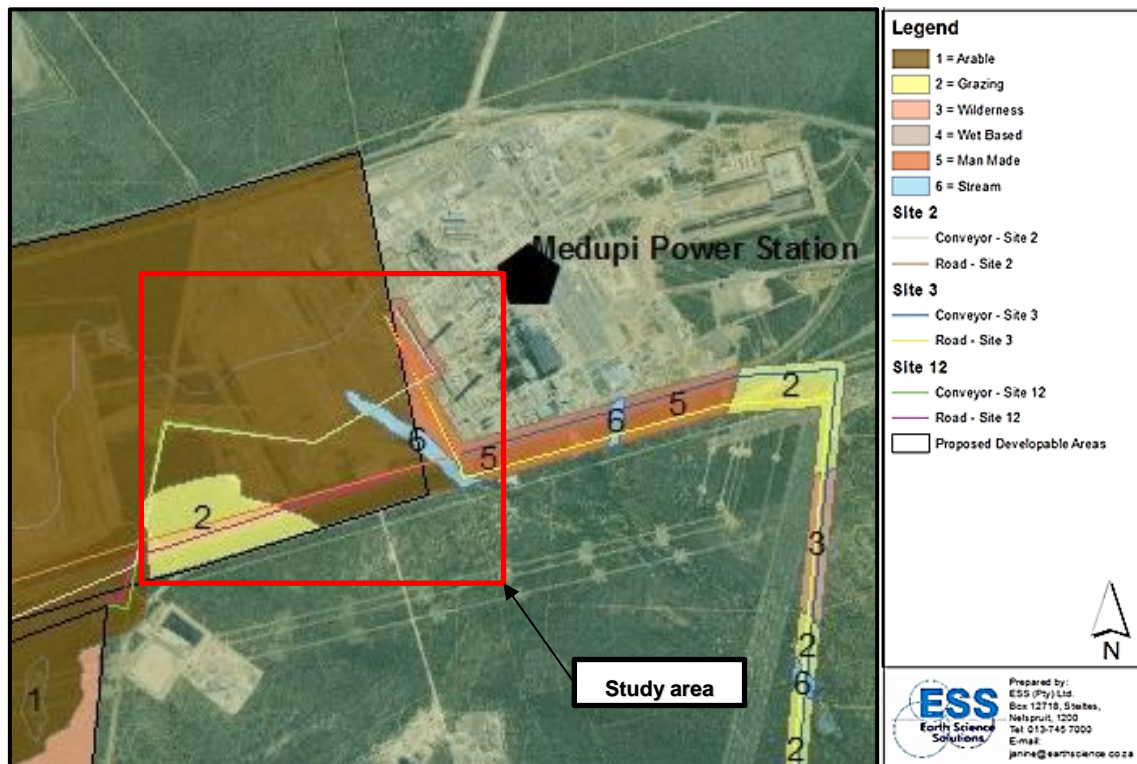 Medupi Power Station
2
6
5
6
5
2
3
2
6
2
1
Study area
Legend
1 = Arable
2 = Grazing
3 = Wilderness
4 = Wet Based
5 = Man Made
6 = Stream
Site 2
Conveyor - Site 2
Road - Site 2
Site 3
Conveyor - Site 3
Road - Site 3
Site 12
Conveyor - Site 12
Road - Site 12
Proposed Developable Areas
N
ESS
Earth Science
Solutions
Prepared by:
ESS (Pty) Ltd.
Box 12718, Steiltes,
Nelspruit, 1200
Tel: 013-745 7000
E-mail:
janine@earthscience.co.za